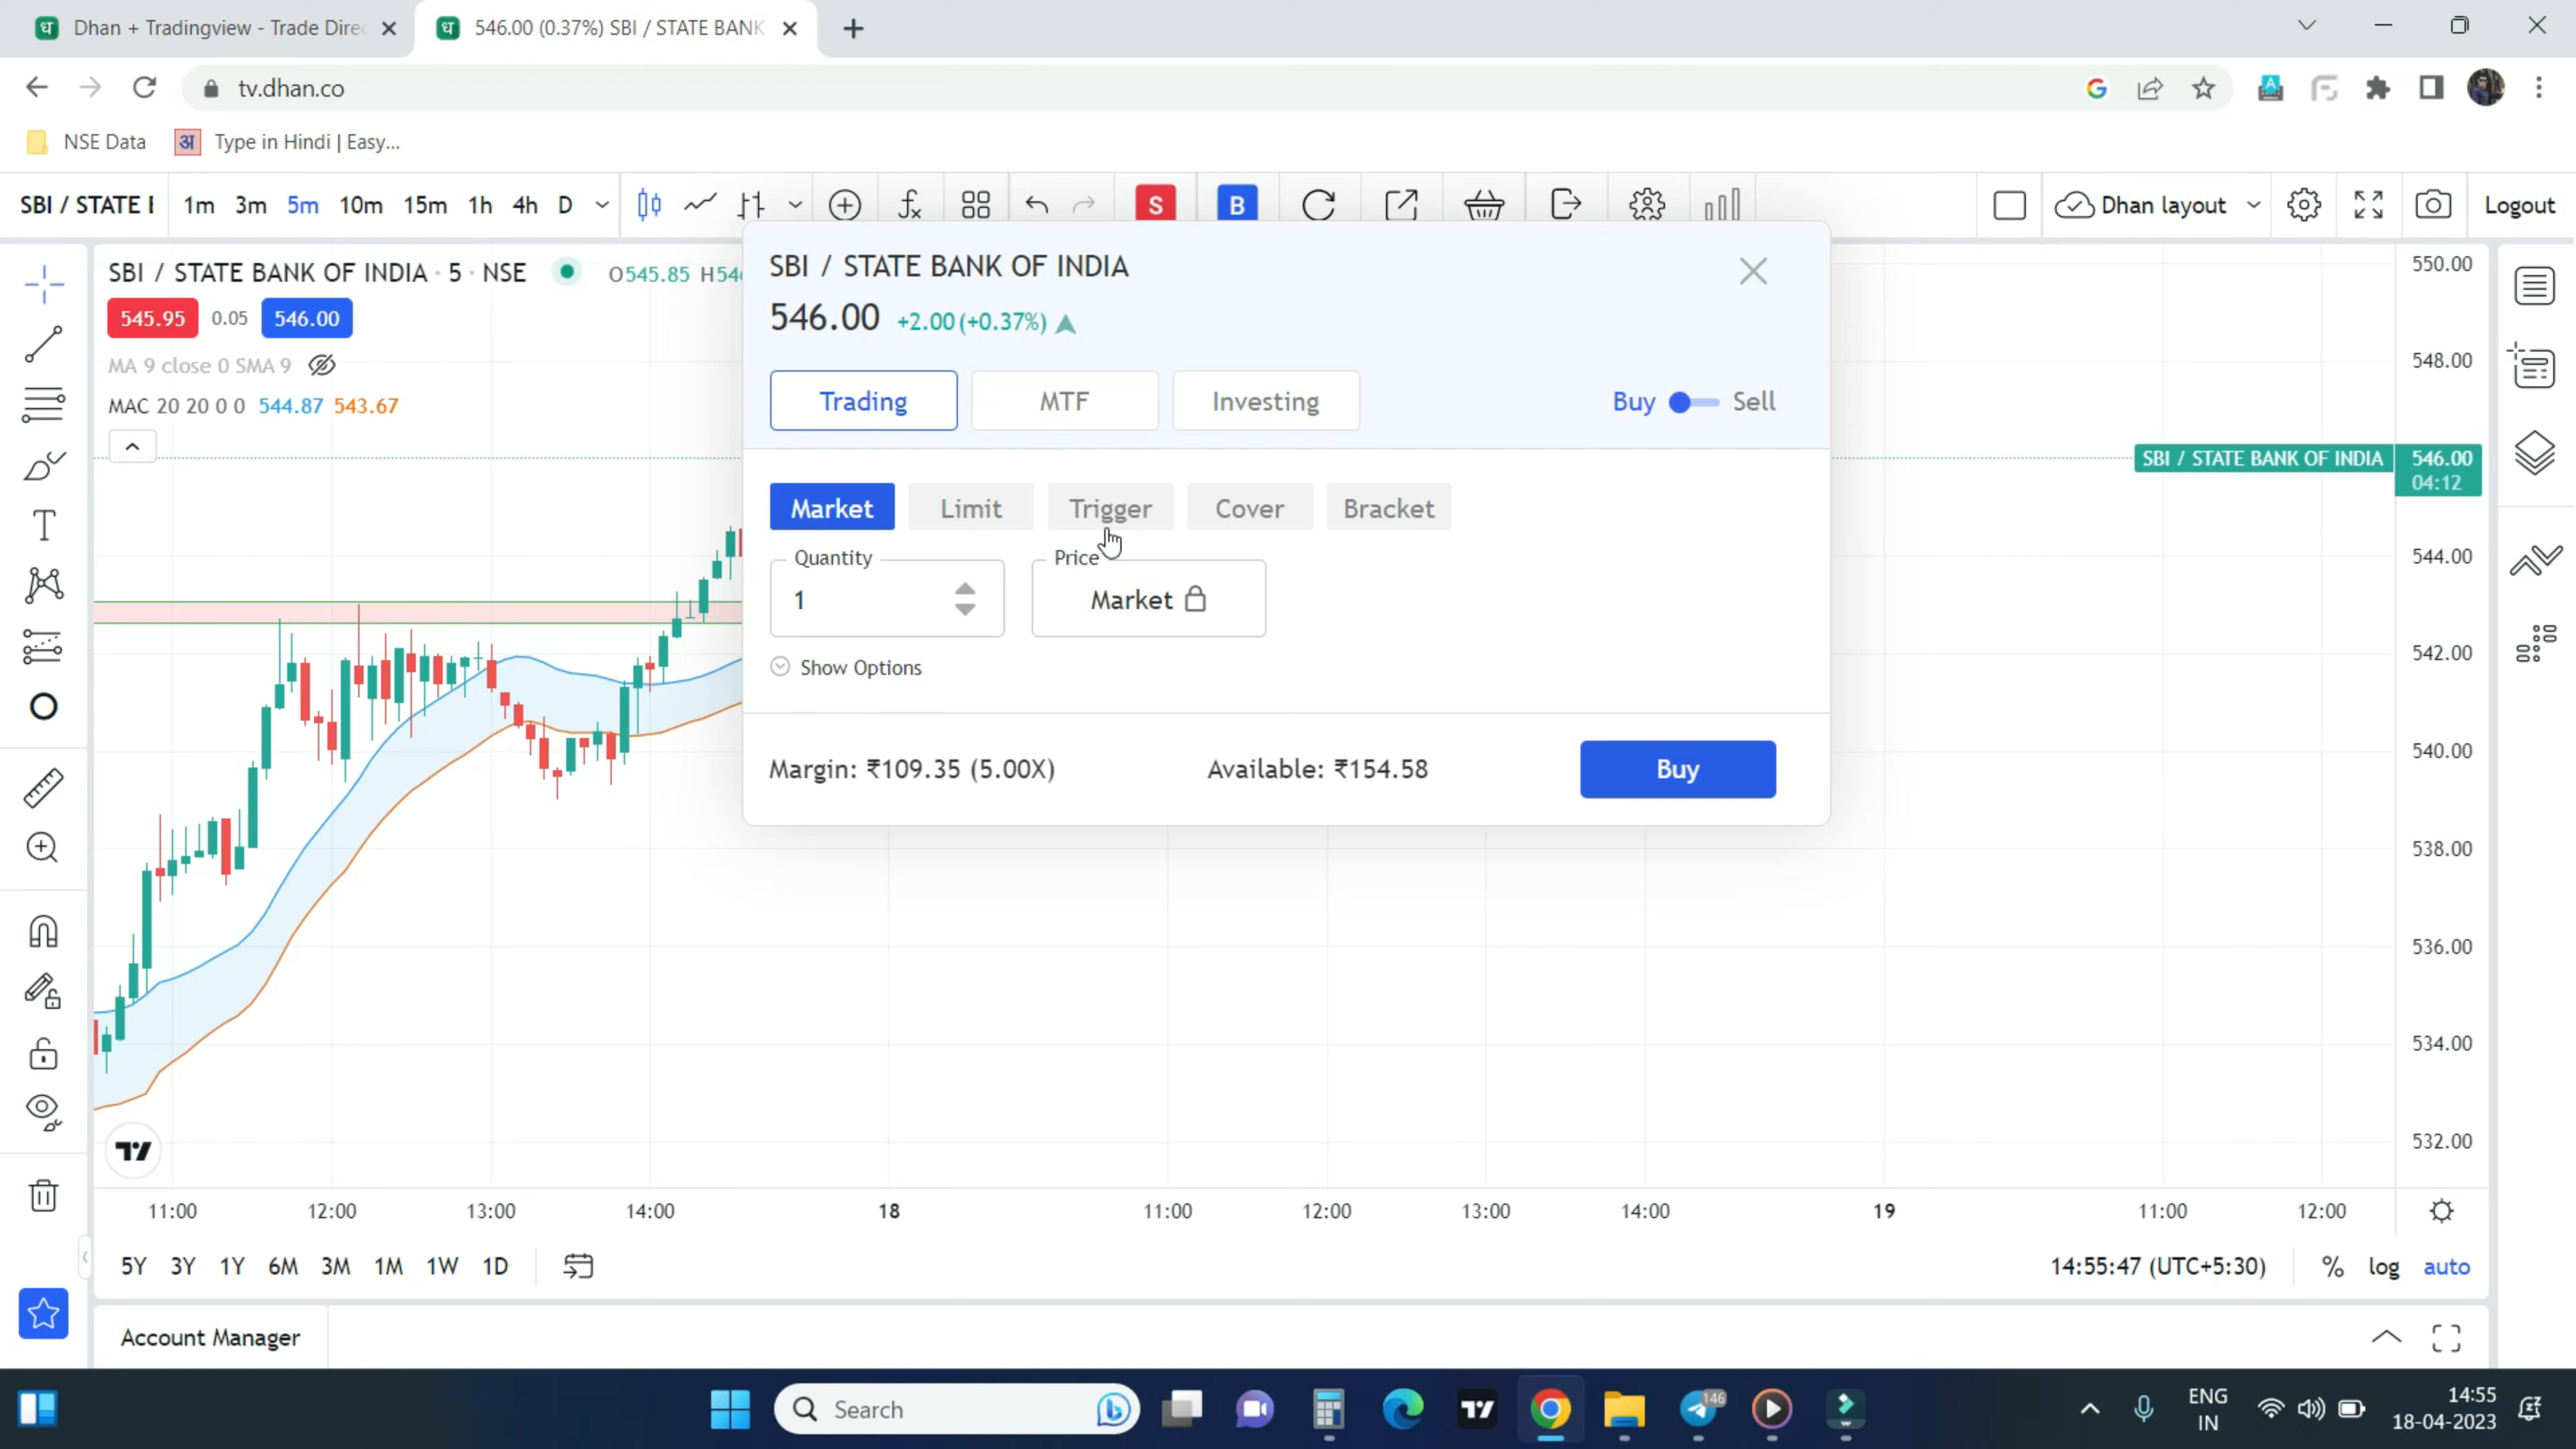 ध Dhan + Tradingview - Trade Direc
ध 546.00 (0.37%) SBI / STATE BANK
tv.dhan.co
NSE Data
अ Type in Hindi | Easy...
SBI / STATE B 1m 3m 5m 10m 15m 1h 4h D
S B
Dhan layout Logout
SBI / STATE BANK OF INDIA · 5 · NSE O545.85
545.95 0.05 546.00
MA 9 close 0 SMA 9
MAC 20 20 0 0 544.87 543.67
SBI / STATE BANK OF INDIA
546.00 +2.00 (+0.37%)
Trading MTF Investing Buy Sell
Market Limit Trigger Cover Bracket
Quantity Price
1 Market
Show Options
Margin: ₹109.35 (5.00X) Available: ₹154.58 Buy
SBI / STATE BANK OF INDIA
550.00
548.00
546.00
04:12
544.00
542.00
540.00
538.00
536.00
534.00
532.00
11:00 12:00 13:00 14:00 18 11:00 12:00 13:00 14:00 19 11:00 12:00
5Y 3Y 1Y 6M 3M 1M 1W 1D 14:55:47 (UTC+5:30) % log auto
Account Manager
Search
146
ENG
IN
14:55
18-04-2023